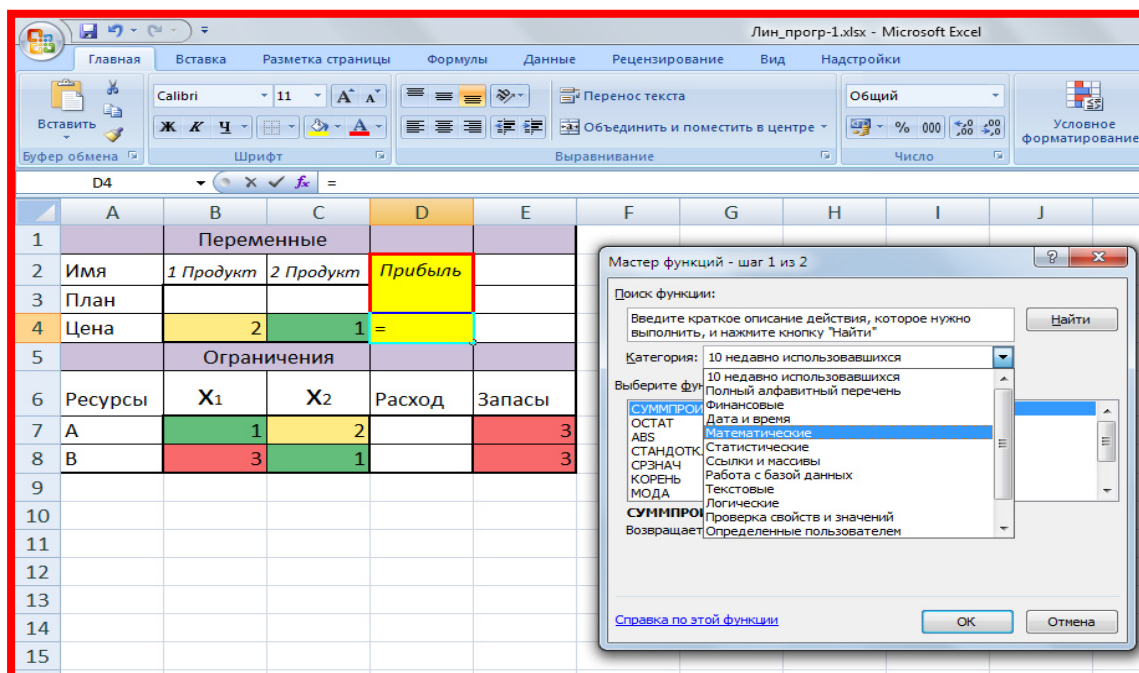 Лин_прогр-1.xlsx - Microsoft Excel
Главная Вставка Разметка страницы Формулы Данные Рецензирование Вид Надстройки
Вставить
Calibri 11 A A
Перенос текста
Общий
Ж К Ч
A
Объединить и поместить в центре
% 000
Условное форматирование
Буфер обмена Шрифт Выравнивание Число
D4 fx =
A B C D E F G H I J
1 Переменные
2 Имя 1 Продукт 2 Продукт Прибыль
3 План
4 Цена 2 1 =
5 Ограничения
6 Ресурсы X1 X2 Расход Запасы
7 A 1 2 3
8 B 3 1 3
9
10
11
12
13
14
15
Мастер функций - шаг 1 из 2
Поиск функции:
Введите краткое описание действия, которое нужно
выполнить, и нажмите кнопку "Найти"
Найти
Категория: 10 недавно использовавшихся
10 недавно использовавшихся
Полный алфавитный перечень
Финансовые
Дата и время
Математические
Статистические
Ссылки и массивы
Работа с базой данных
Текстовые
Логические
Проверка свойств и значений
Определенные пользователем
Выберите фу
СУММПРОИ
ОСТАТ
ABS
СТАНДОТК
СРЗНАЧ
КОРЕНЬ
МОДА
СУММПРОИ
Возвращает
Справка по этой функции
ОК
Отмена